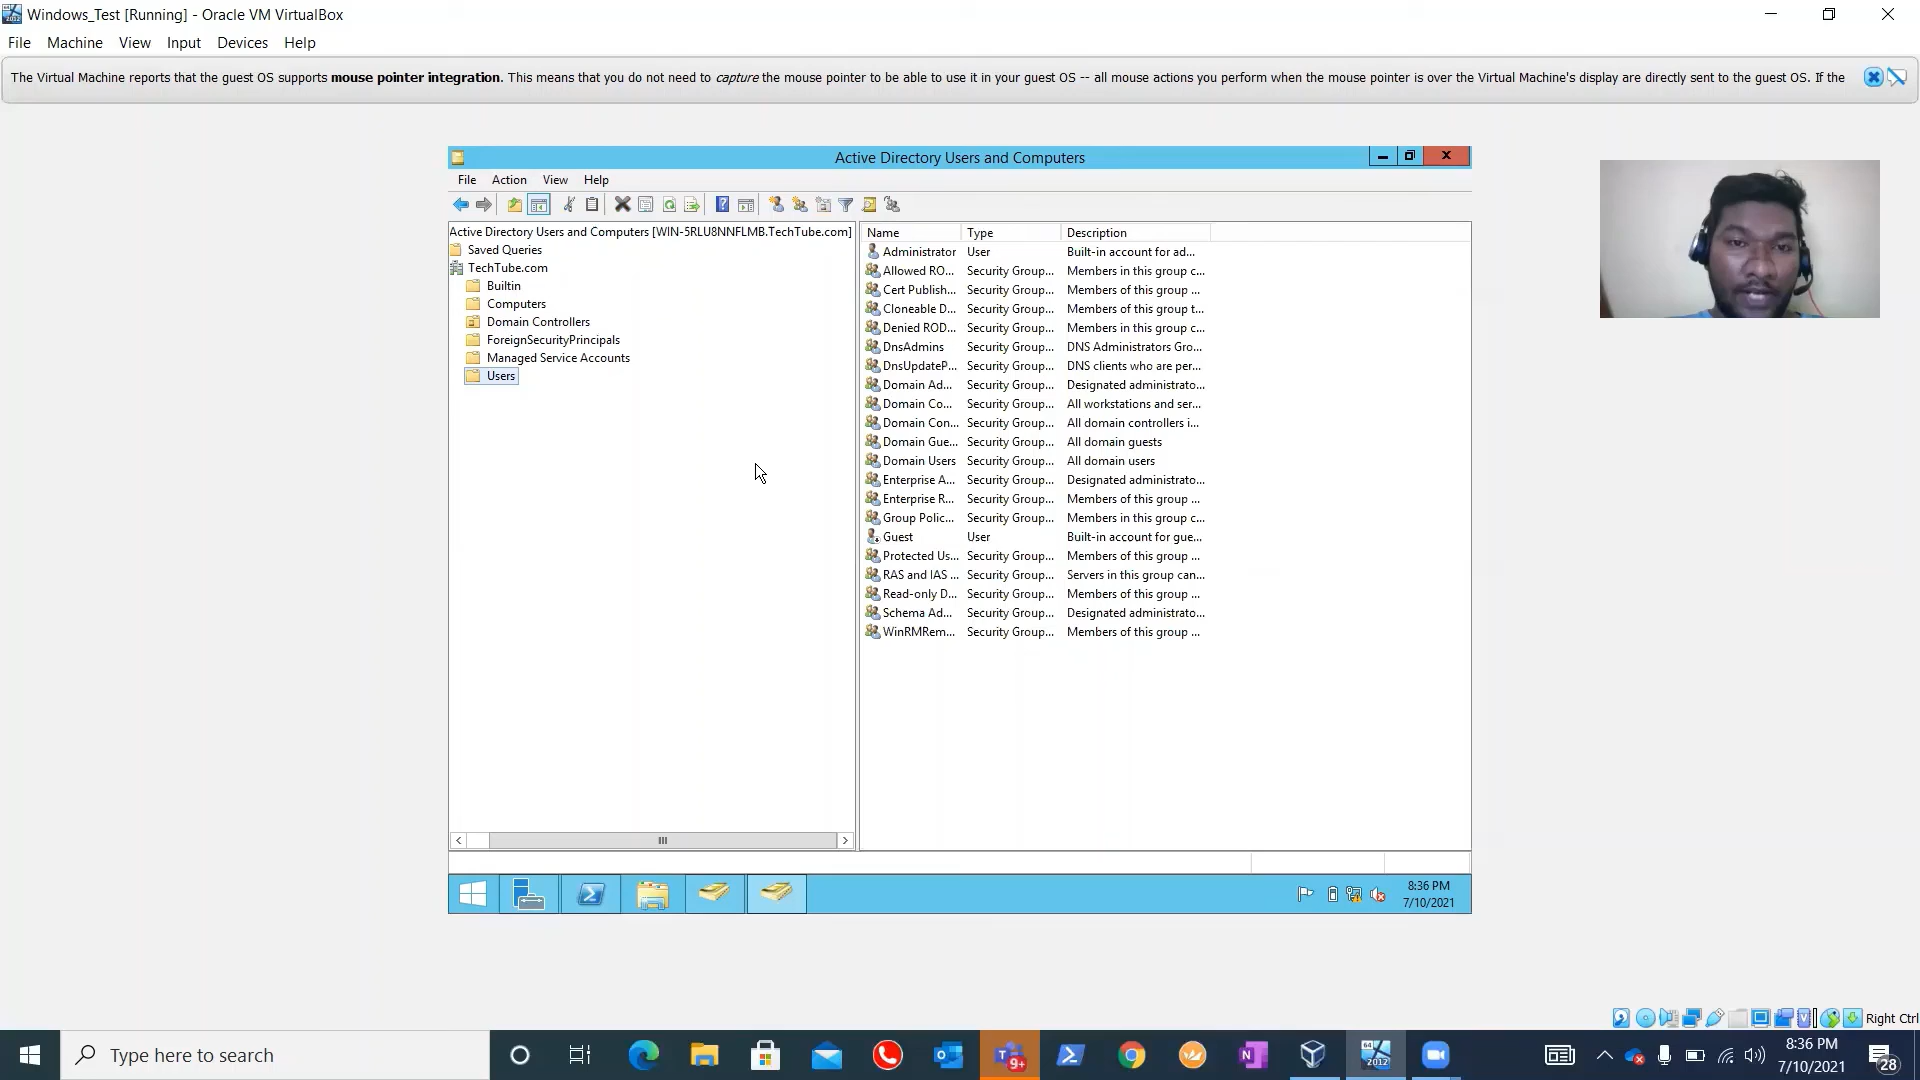 Windows_Test [Running] - Oracle VM VirtualBox
File Machine View Input Devices Help
The Virtual Machine reports that the guest OS supports mouse pointer integration. This means that you do not need to capture the mouse pointer to be able to use it in your guest OS -- all mouse actions you perform when the mouse pointer is over the Virtual Machine's display are directly sent to the guest OS. If the
Active Directory Users and Computers
File Action View Help
Active Directory Users and Computers [WIN-5RLU8NNFLMB.TechTube.com]
Saved Queries
TechTube.com
Builtin
Computers
Domain Controllers
ForeignSecurityPrincipals
Managed Service Accounts
Users
Name Type Description
Administrator User Built-in account for ad...
Allowed RO... Security Group... Members in this group c...
Cert Publish... Security Group... Members of this group ...
Cloneable D... Security Group... Members of this group t...
Denied ROD... Security Group... Members in this group c...
DnsAdmins Security Group... DNS Administrators Gro...
DnsUpdateP... Security Group... DNS clients who are per...
Domain Ad... Security Group... Designated administrato...
Domain Co... Security Group... All workstations and ser...
Domain Con... Security Group... All domain controllers i...
Domain Gue... Security Group... All domain guests
Domain Users Security Group... All domain users
Enterprise A... Security Group... Designated administrato...
Enterprise R... Security Group... Members of this group ...
Group Polic... Security Group... Members in this group c...
Guest User Built-in account for gue...
Protected Us... Security Group... Members of this group ...
RAS and IAS ... Security Group... Servers in this group can...
Read-only D... Security Group... Members of this group ...
Schema Ad... Security Group... Designated administrato...
WinRMRem... Security Group... Members of this group ...
8:36 PM
7/10/2021
Right Ctrl
Type here to search
9+
64
2012
8:36 PM
7/10/2021
28